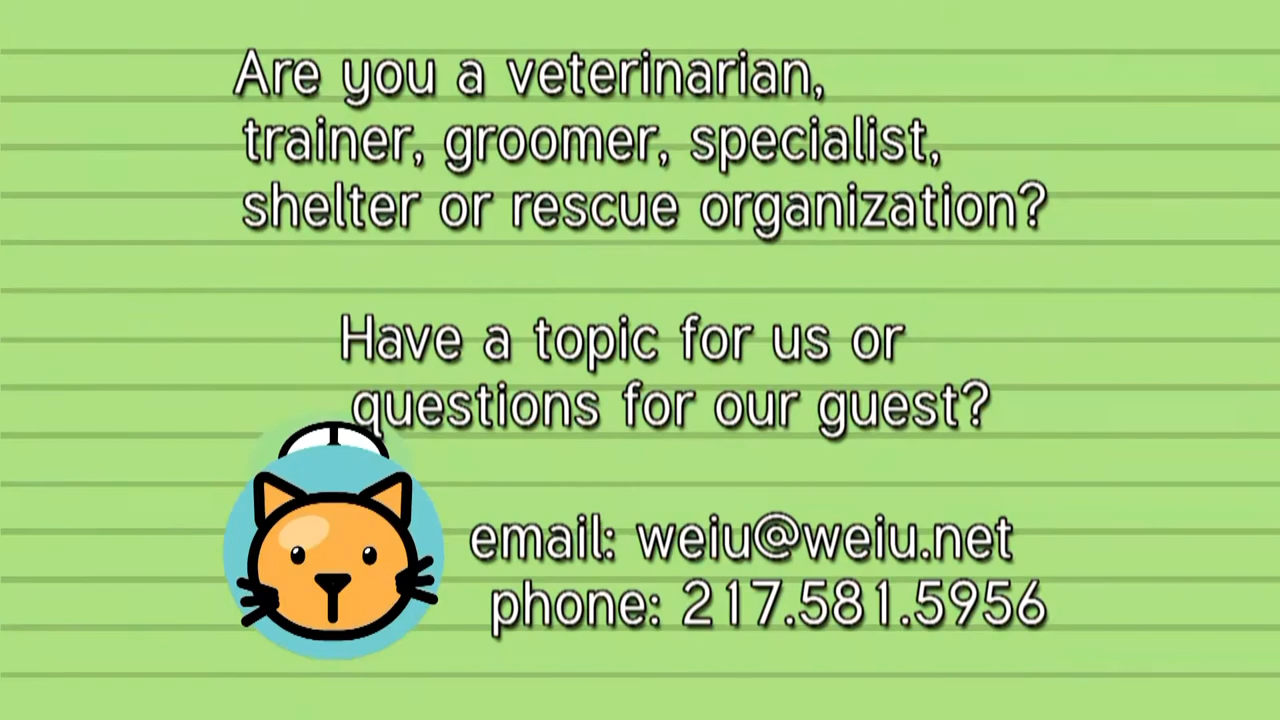 Are you a veterinarian,
trainer, groomer, specialist,
shelter or rescue organization?
Have a topic for us or
questions for our guest?
email: weiu@weiu.net
phone: 217.581.5956